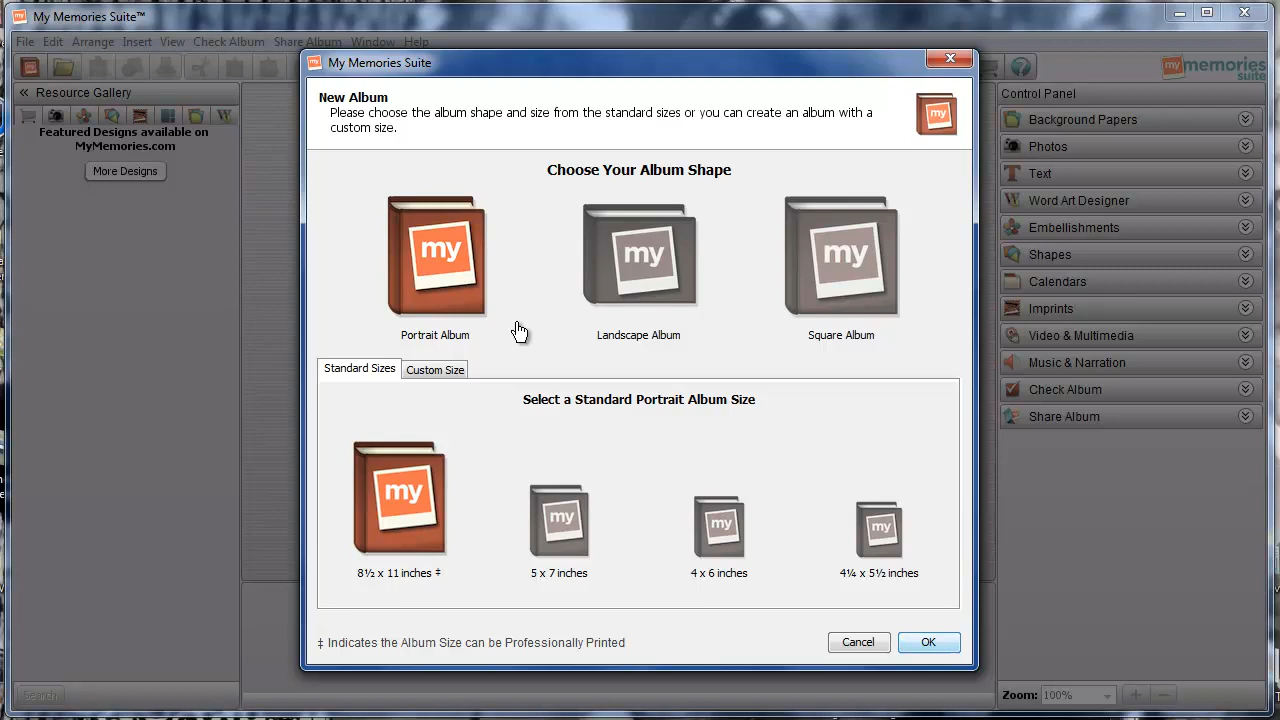 My Memories Suite™
File Edit Arrange Insert View Check Album Share Album Window Help
my memories suite
« Resource Gallery
Featured Designs available on
MyMemories.com
More Designs
Search
My Memories Suite
New Album
Please choose the album shape and size from the standard sizes or you can create an album with a
custom size.
my
Choose Your Album Shape
my my my
Portrait Album Landscape Album Square Album
Standard Sizes Custom Size
Select a Standard Portrait Album Size
my my my my
8½ x 11 inches ‡ 5 x 7 inches 4 x 6 inches 4¼ x 5½ inches
‡ Indicates the Album Size can be Professionally Printed
Cancel OK
Control Panel
Background Papers
Photos
Text
Word Art Designer
Embellishments
Shapes
Calendars
Imprints
Video & Multimedia
Music & Narration
Check Album
Share Album
Zoom: 100%